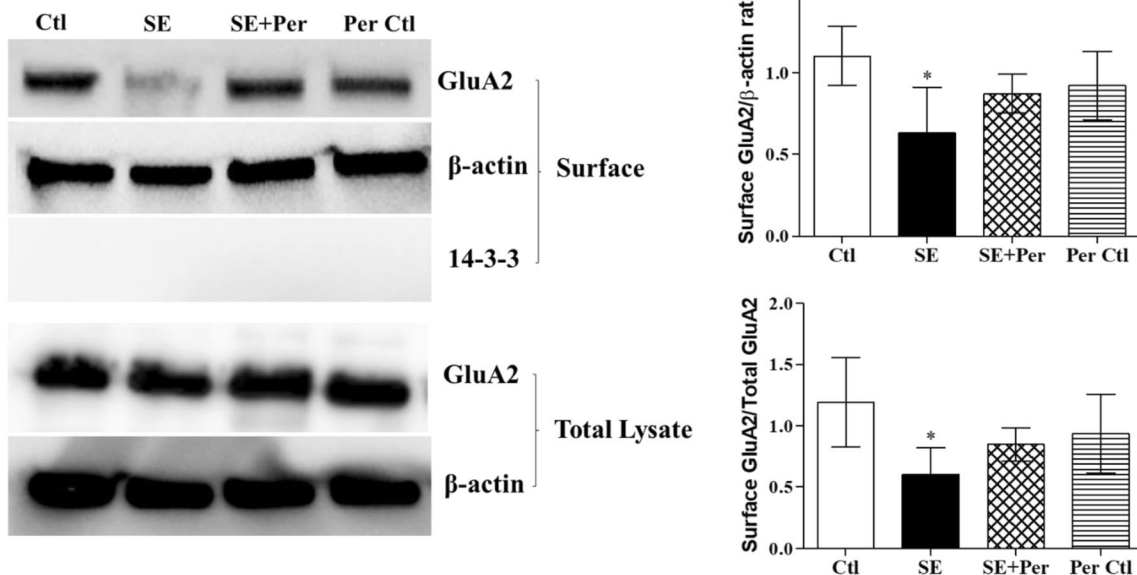 Ctl SE SE+Per Per Ctl
GluA2
β-actin
Surface
14-3-3
GluA2
Total Lysate
β-actin
Surface GluA2/β-actin rat
1.0
0.5
0.0
*
Ctl SE SE+Per Per Ctl
Surface GluA2/Total GluA2
2.0
1.5
1.0
0.5
0.0
*
Ctl SE SE+Per Per Ctl